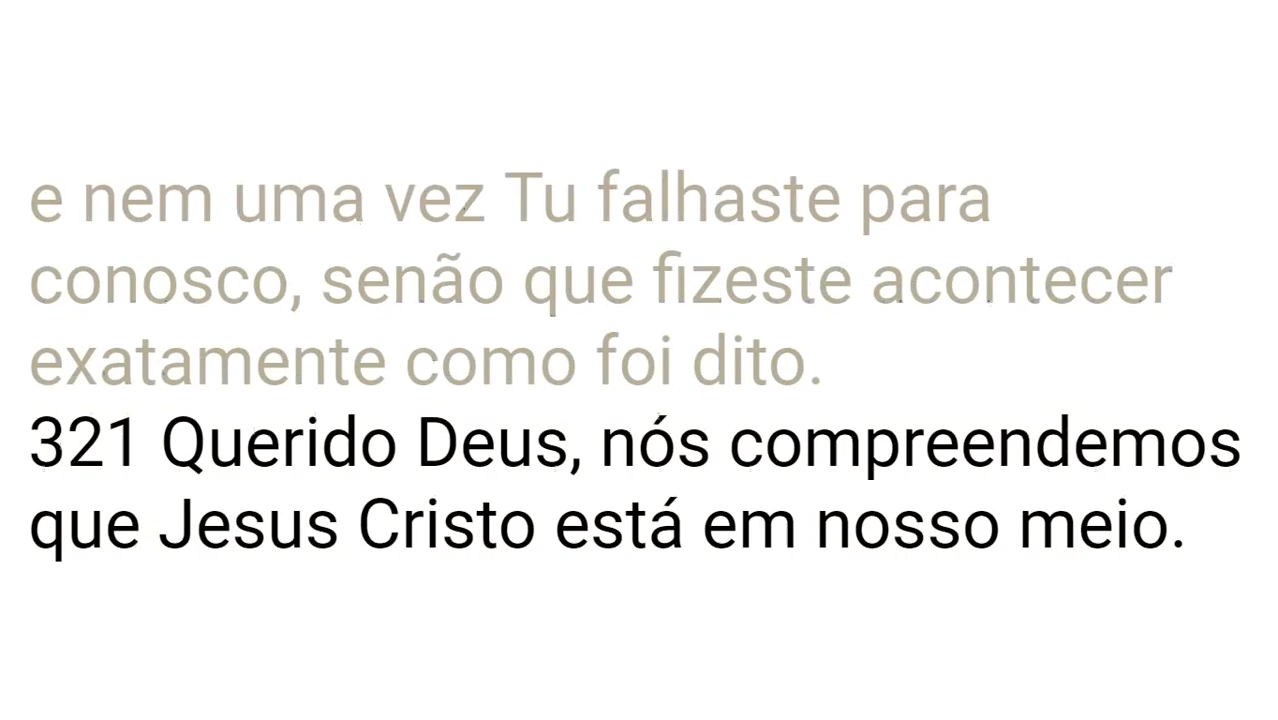 e nem uma vez Tu falhaste para
conosco, senão que fizeste acontecer
exatamente como foi dito.
321 Querido Deus, nós compreendemos
que Jesus Cristo está em nosso meio.